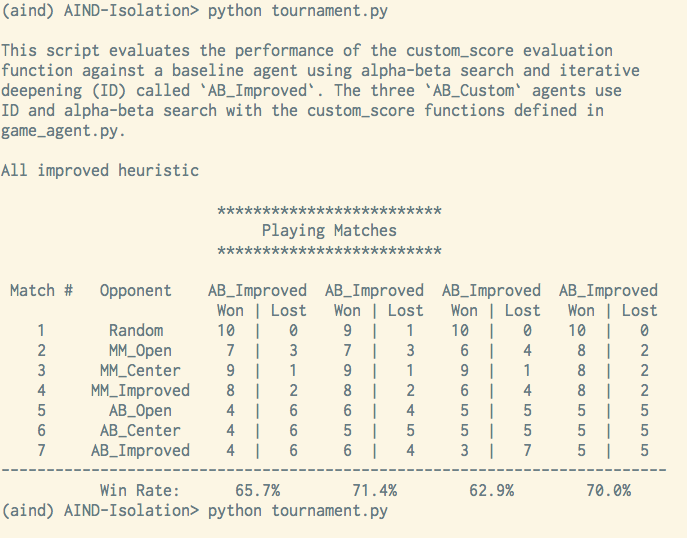 (aind) AIND-Isolation> python tournament.py
This script evaluates the performance of the custom_score evaluation
function against a baseline agent using alpha-beta search and iterative
deepening (ID) called `AB_Improved`. The three `AB_Custom` agents use
ID and alpha-beta search with the custom_score functions defined in
game_agent.py.
All improved heuristic
*************************
Playing Matches
*************************
Match # Opponent AB_Improved AB_Improved AB_Improved AB_Improved
Won | Lost Won | Lost Won | Lost Won | Lost
1 Random 10 | 0 9 | 1 10 | 0 10 | 0
2 MM_Open 7 | 3 7 | 3 6 | 4 8 | 2
3 MM_Center 9 | 1 9 | 1 9 | 1 8 | 2
4 MM_Improved 8 | 2 8 | 2 6 | 4 8 | 2
5 AB_Open 4 | 6 6 | 4 5 | 5 5 | 5
6 AB_Center 4 | 6 5 | 5 5 | 5 5 | 5
7 AB_Improved 4 | 6 6 | 4 3 | 7 5 | 5
--------------------------------------------------------------------------
Win Rate: 65.7% 71.4% 62.9% 70.0%
(aind) AIND-Isolation> python tournament.py